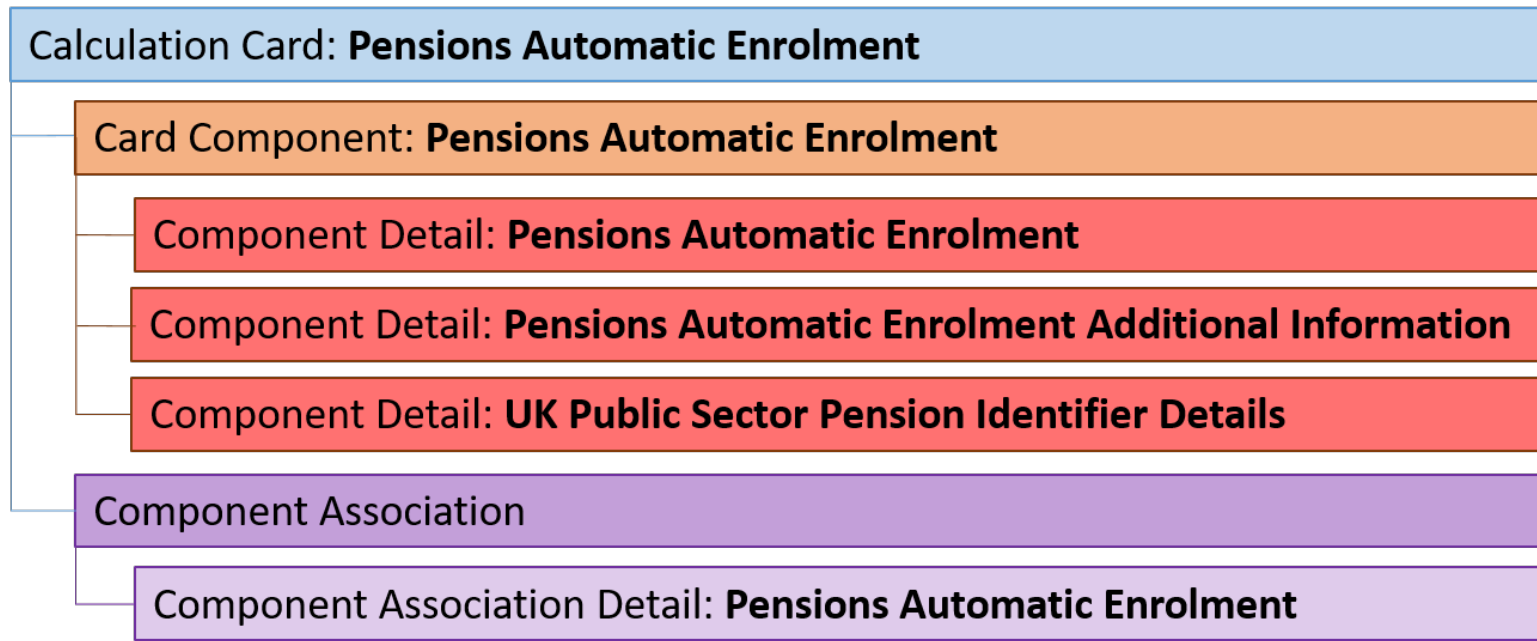 Calculation Card: Pensions Automatic Enrolment
Card Component: Pensions Automatic Enrolment
Component Detail: Pensions Automatic Enrolment
Component Detail: Pensions Automatic Enrolment Additional Information
Component Detail: UK Public Sector Pension Identifier Details
Component Association
Component Association Detail: Pensions Automatic Enrolment